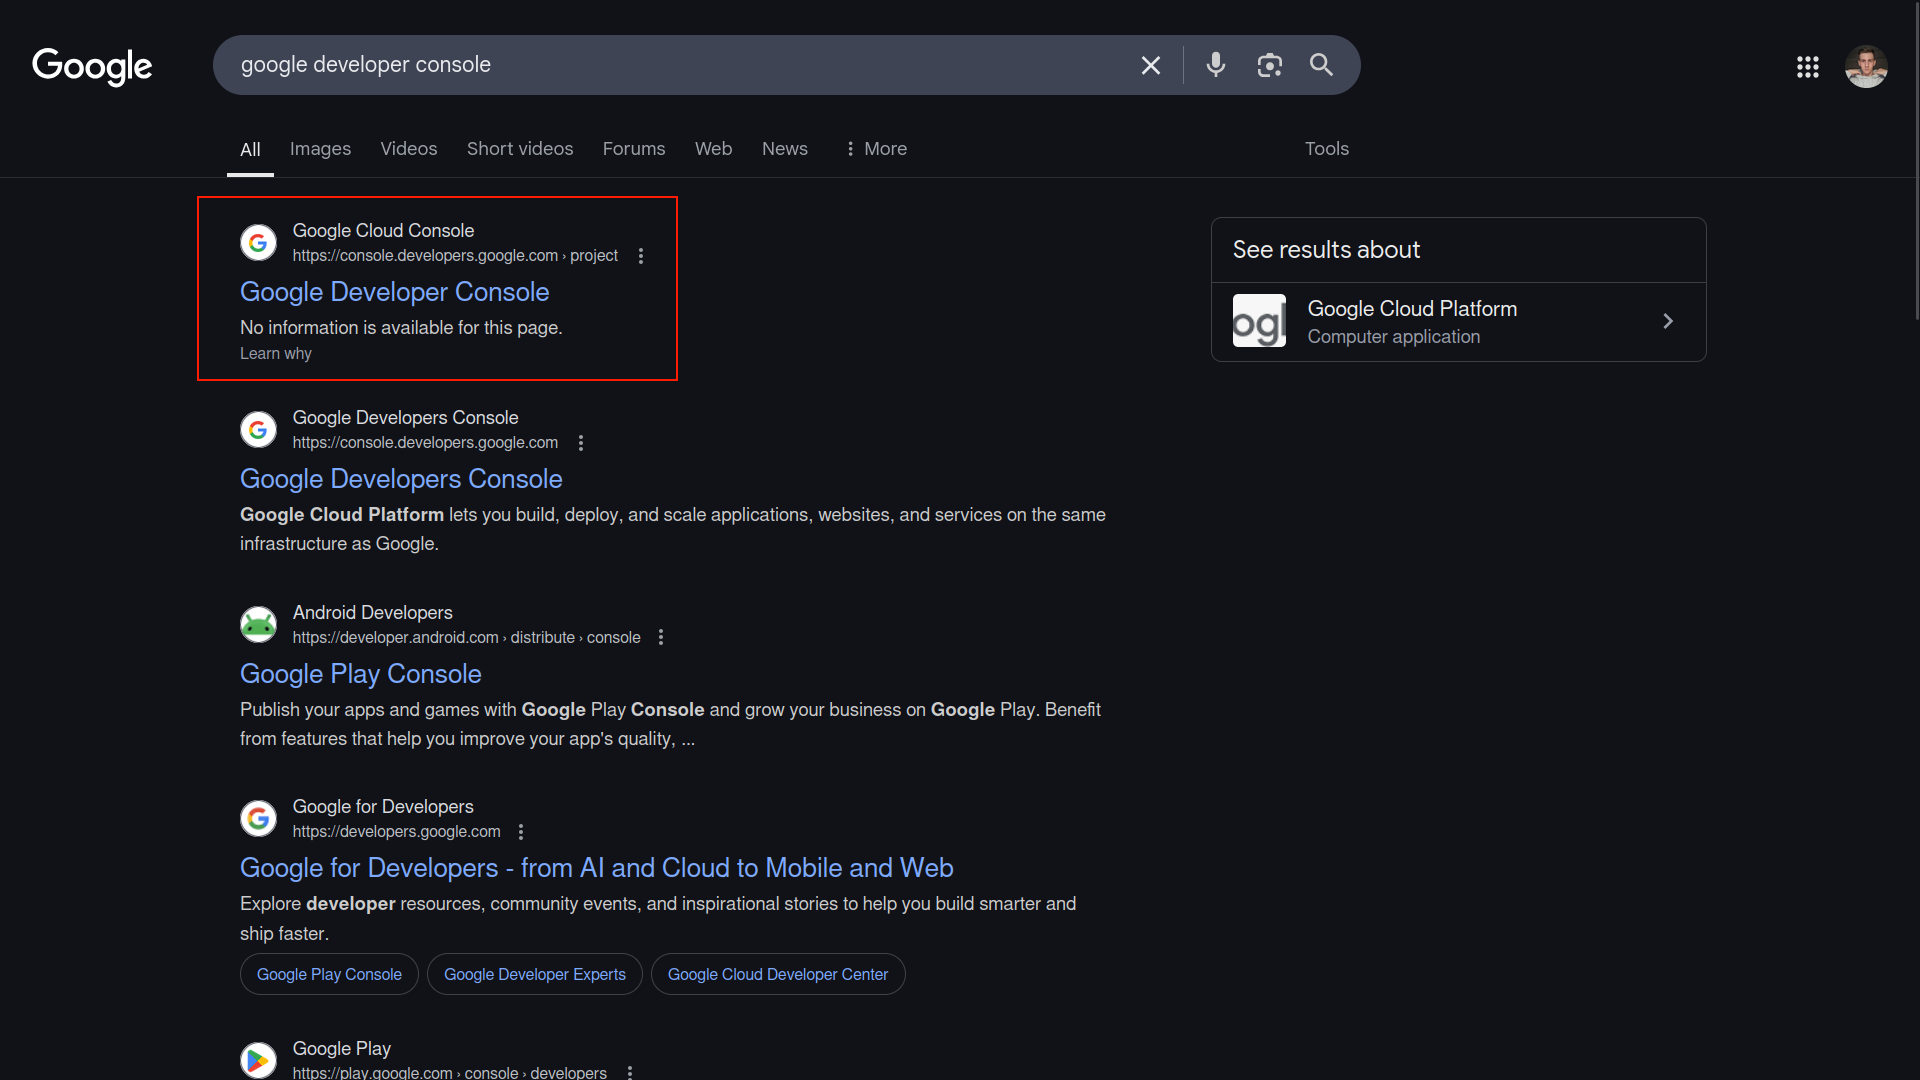 Google
google developer console
All Images Videos Short videos Forums Web News More Tools
Google Cloud Console
https://console.developers.google.com › project
Google Developer Console
No information is available for this page.
Learn why
See results about
ogl
Google Cloud Platform
Computer application
Google Developers Console
https://console.developers.google.com
Google Developers Console
Google Cloud Platform lets you build, deploy, and scale applications, websites, and services on the same
infrastructure as Google.
Android Developers
https://developer.android.com › distribute › console
Google Play Console
Publish your apps and games with Google Play Console and grow your business on Google Play. Benefit
from features that help you improve your app's quality, ...
Google for Developers
https://developers.google.com
Google for Developers - from AI and Cloud to Mobile and Web
Explore developer resources, community events, and inspirational stories to help you build smarter and
ship faster.
Google Play Console Google Developer Experts Google Cloud Developer Center
Google Play
https://play.google.com › console › developers